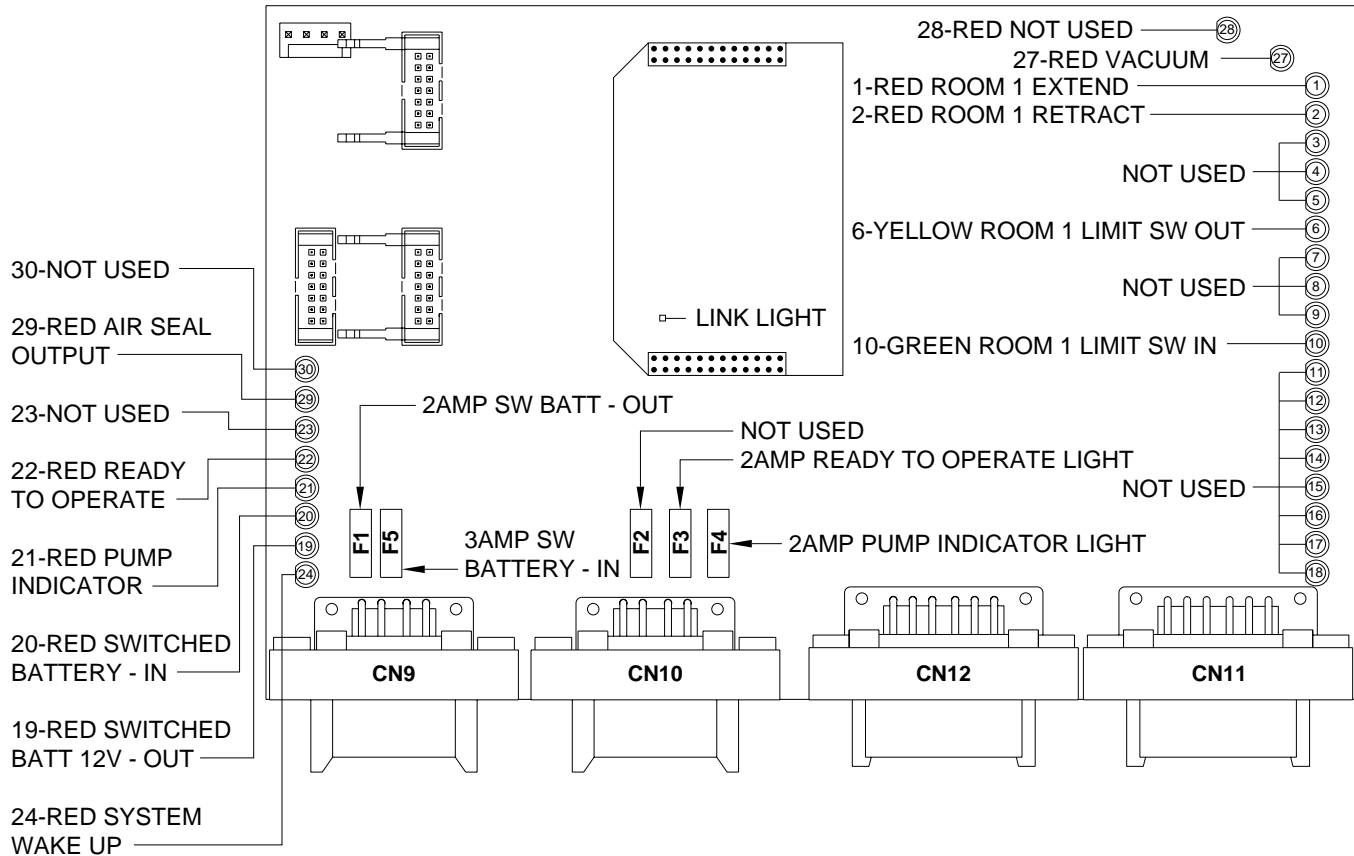 28-RED NOT USED
28
27-RED VACUUM
27
1-RED ROOM 1 EXTEND
1
2-RED ROOM 1 RETRACT
2
3
NOT USED
4
5
6-YELLOW ROOM 1 LIMIT SW OUT
6
7
NOT USED
8
9
10-GREEN ROOM 1 LIMIT SW IN
10
11
12
13
14
NOT USED
15
16
17
18
LINK LIGHT
30-NOT USED
29-RED AIR SEAL
OUTPUT
23-NOT USED
22-RED READY
TO OPERATE
21-RED PUMP
INDICATOR
20-RED SWITCHED
BATTERY - IN
19-RED SWITCHED
BATT 12V - OUT
24-RED SYSTEM
WAKE UP
30
29
23
22
21
20
19
24
2AMP SW BATT - OUT
F1
F5
3AMP SW
BATTERY - IN
NOT USED
2AMP READY TO OPERATE LIGHT
F2
F3
F4
2AMP PUMP INDICATOR LIGHT
CN9
CN10
CN12
CN11